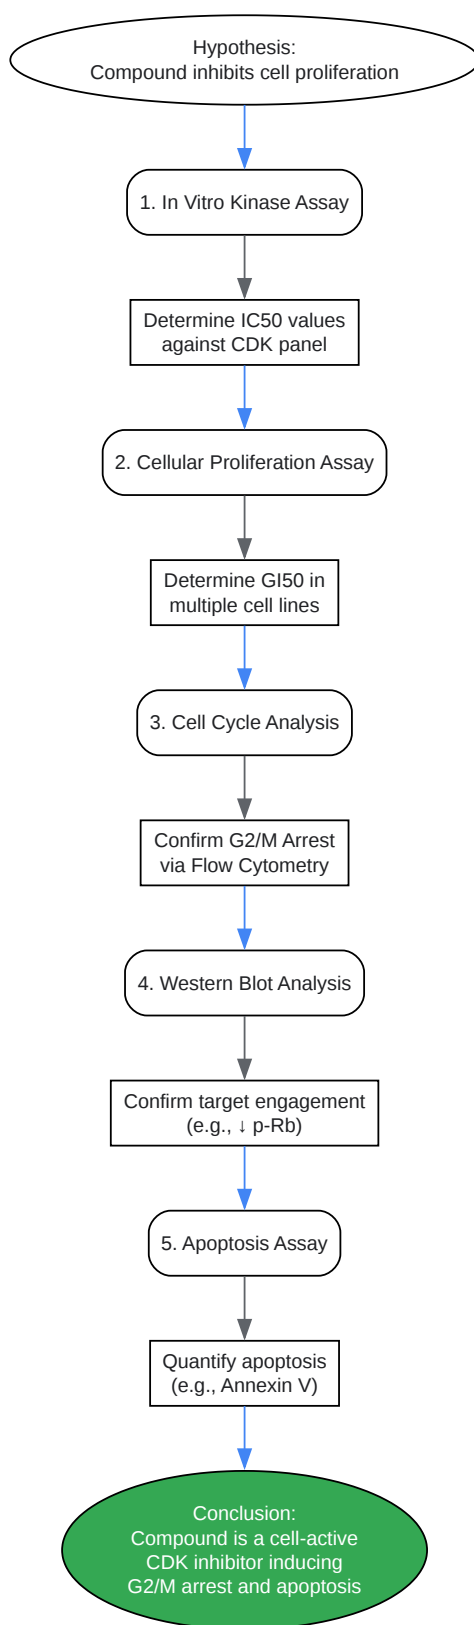 Hypothesis:
Compound inhibits cell proliferation
1. In Vitro Kinase Assay
Determine IC50 values
against CDK panel
2. Cellular Proliferation Assay
Determine GI50 in
multiple cell lines
3. Cell Cycle Analysis
Confirm G2/M Arrest
via Flow Cytometry
4. Western Blot Analysis
Confirm target engagement
(e.g., ↓ p-Rb)
5. Apoptosis Assay
Quantify apoptosis
(e.g., Annexin V)
Conclusion:
Compound is a cell-active
CDK inhibitor inducing
G2/M arrest and apoptosis